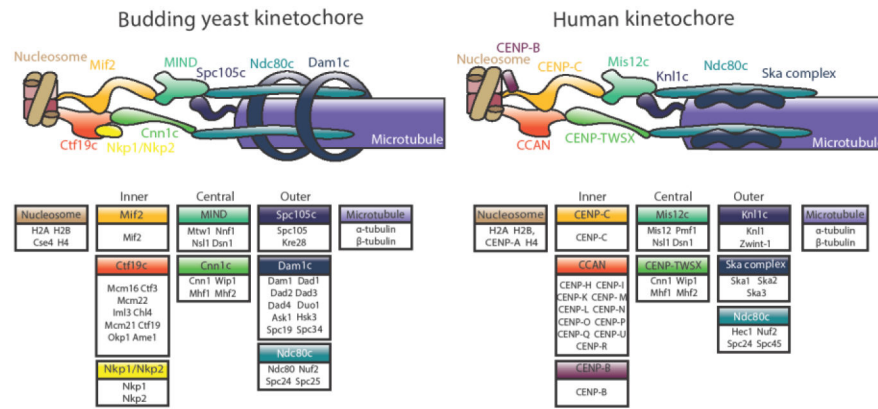 Budding yeast kinetochore
Nucleosome
Mif2
MIND
Spc105c
Ndc80c
Dam1c
Microtubule
Cnn1c
Nkp1/Nkp2
Ctf19c
Inner
Central
Outer
Nucleosome
H2A H2B
Cse4 H4
Mif2
Mif2
MIND
Mtw1 Nnf1
Nsl1 Dsn1
Spc105c
Spc105
Kre28
Microtubule
α-tubulin
β-tubulin
Ctf19c
Mcm16 Ctf3
Mcm22
Iml3 Chl4
Mcm21 Ctf19
Okp1 Ame1
Cnn1c
Cnn1 Wip1
Mhf1 Mhf2
Dam1c
Dam1 Dad1
Dad2 Dad3
Dad4 Duo1
Ask1 Hsk3
Spc19 Spc34
Nkp1/Nkp2
Nkp1
Nkp2
Ndc80c
Ndc80 Nuf2
Spc24 Spc25
Human kinetochore
CENP-B
Nucleosome
CENP-C
Mis12c
Knl1c
Ndc80c
Ska complex
Microtubule
CENP-TWSX
CCAN
Inner
Central
Outer
Nucleosome
H2A H2B,
CENP-A H4
CENP-C
CENP-C
Mis12c
Mis12 Pmf1
Nsl1 Dsn1
Knl1c
Knl1
Zwint-1
Microtubule
α-tubulin
β-tubulin
CCAN
CENP-H CENP-I
CENP-K CENP-M
CENP-L CENP-N
CENP-O CENP-P
CENP-Q CENP-U
CENP-R
CENP-TWSX
Cnn1 Wip1
Mhf1 Mhf2
Ska complex
Ska1 Ska2
Ska3
Ndc80c
Hec1 Nuf2
Spc24 Spc45
CENP-B
CENP-B